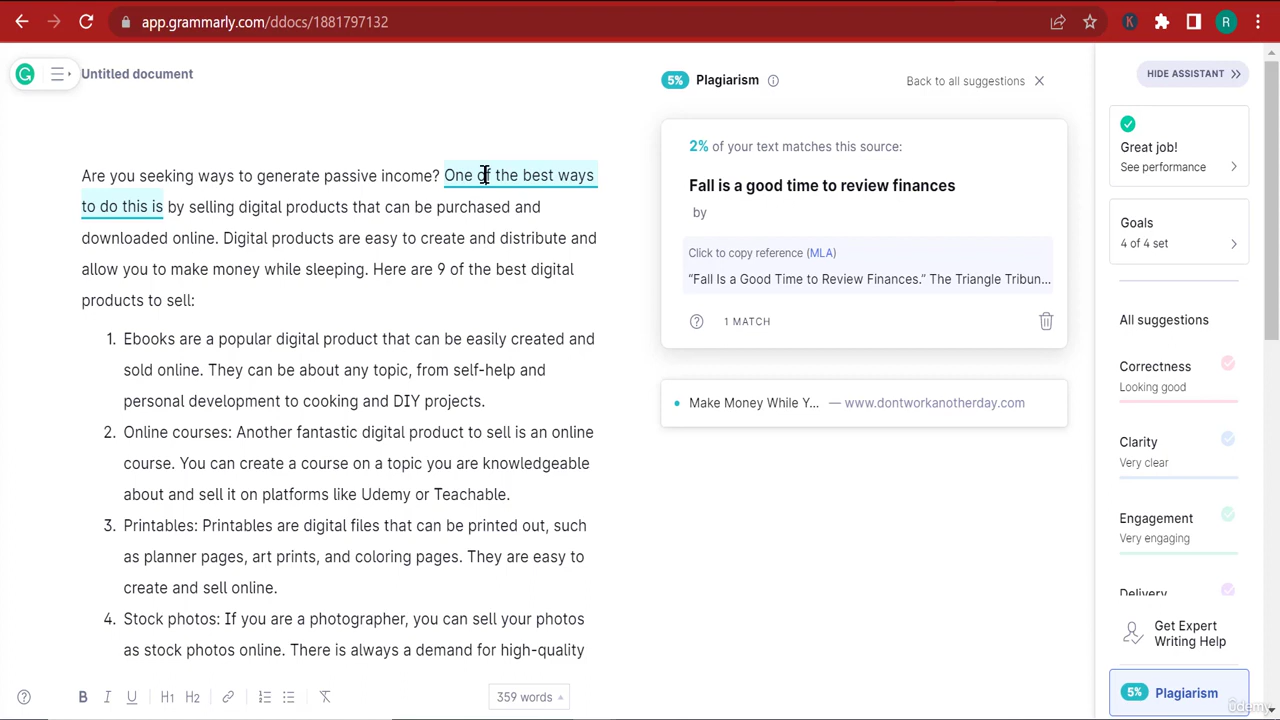 app.grammarly.com/ddocs/1881797132
K
R
G
Untitled document
5% Plagiarism
Back to all suggestions
HIDE ASSISTANT
Are you seeking ways to generate passive income? One of the best ways
to do this is by selling digital products that can be purchased and
downloaded online. Digital products are easy to create and distribute and
allow you to make money while sleeping. Here are 9 of the best digital
products to sell:
1. Ebooks are a popular digital product that can be easily created and
sold online. They can be about any topic, from self-help and
personal development to cooking and DIY projects.
2. Online courses: Another fantastic digital product to sell is an online
course. You can create a course on a topic you are knowledgeable
about and sell it on platforms like Udemy or Teachable.
3. Printables: Printables are digital files that can be printed out, such
as planner pages, art prints, and coloring pages. They are easy to
create and sell online.
4. Stock photos: If you are a photographer, you can sell your photos
as stock photos online. There is always a demand for high-quality
B I U H1 H2
359 words
2% of your text matches this source:
Fall is a good time to review finances
by
Click to copy reference (MLA)
“Fall Is a Good Time to Review Finances.” The Triangle Tribun...
1 MATCH
Make Money While Y... — www.dontworkanotherday.com
Great job!
See performance
Goals
4 of 4 set
All suggestions
Correctness
Looking good
Clarity
Very clear
Engagement
Very engaging
Delivery
Get Expert
Writing Help
5% Plagiarism
ûdemy